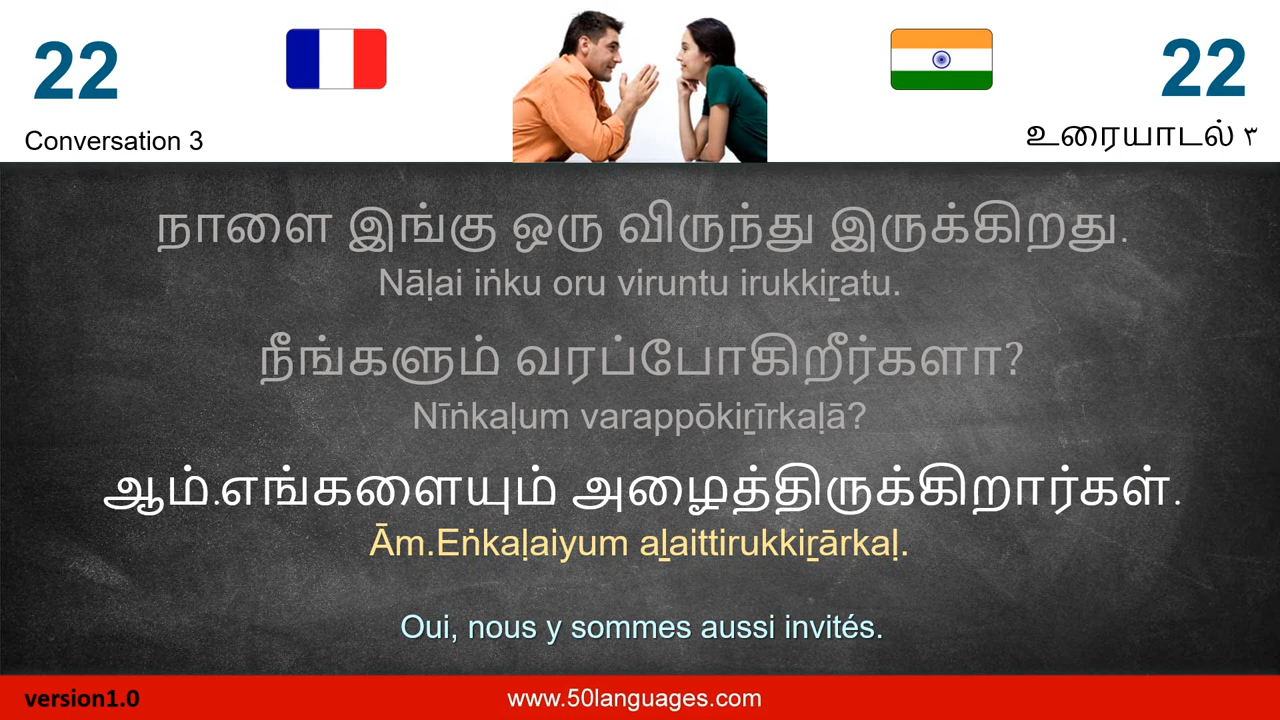 22
22
Conversation 3
உரையாடல் ३
நாளை இங்கு ஒரு விருந்து இருக்கிறது.
Nāḷai iṅku oru viruntu irukkiṟatu.
நீங்களும் வரப்போகிறீர்களா?
Nīṅkaḷum varappōkiṟīrkaḷā?
ஆம்.எங்களையும் அழைத்திருக்கிறார்கள்.
Ām.Eṅkaḷaiyum aḻaittirukkiṟārkaḷ.
Oui, nous y sommes aussi invités.
version1.0
www.50languages.com